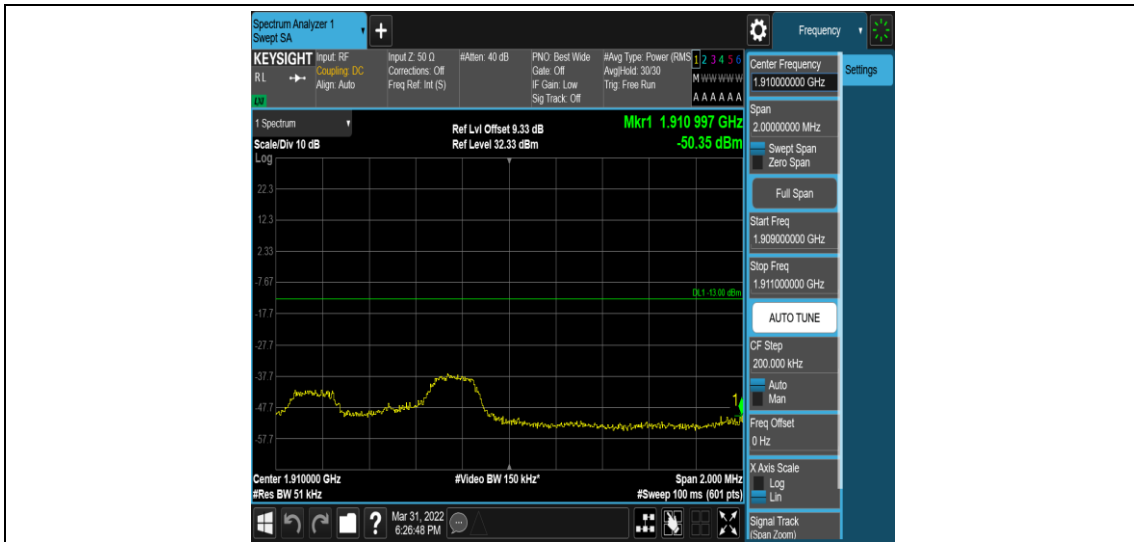 Spectrum Analyzer 1
Swept SA
Frequency
KEYSIGHT
RL
LXI
Input: RF
Coupling: DC
Align: Auto
Input Z: 50 Ω
Corrections: Off
Freq Ref: Int (S)
#Atten: 40 dB
PNO: Best Wide
Gate: Off
IF Gain: Low
Sig Track: Off
#Avg Type: Power (RMS
Avg|Hold: 30/30
Trig: Free Run
1 2 3 4 5 6
M W W W W W
A A A A A A
1 Spectrum
Scale/Div 10 dB
Ref Lvl Offset 9.33 dB
Ref Level 32.33 dBm
Mkr1 1.910 997 GHz
-50.35 dBm
Log
22.3
12.3
2.33
-7.67
DL1 -13.00 dBm
-17.7
-27.7
-37.7
-47.7
1
-57.7
Center 1.910000 GHz
#Res BW 51 kHz
#Video BW 150 kHz*
Span 2.000 MHz
#Sweep 100 ms (601 pts)
Center Frequency
1.910000000 GHz
Settings
Span
2.00000000 MHz
Swept Span
Zero Span
Full Span
Start Freq
1.909000000 GHz
Stop Freq
1.911000000 GHz
AUTO TUNE
CF Step
200.000 kHz
Auto
Man
Freq Offset
0 Hz
X Axis Scale
Log
Lin
Signal Track
(Span Zoom)
?
Mar 31, 2022
6:26:48 PM